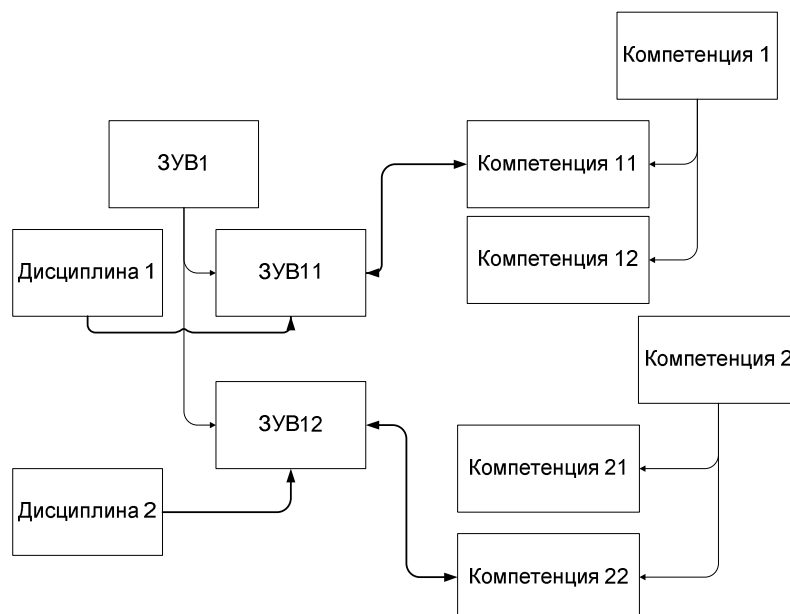 Компетенция 1
ЗУВ1
Компетенция 11
Дисциплина 1
ЗУВ11
Компетенция 12
Компетенция 2
ЗУВ12
Компетенция 21
Дисциплина 2
Компетенция 22